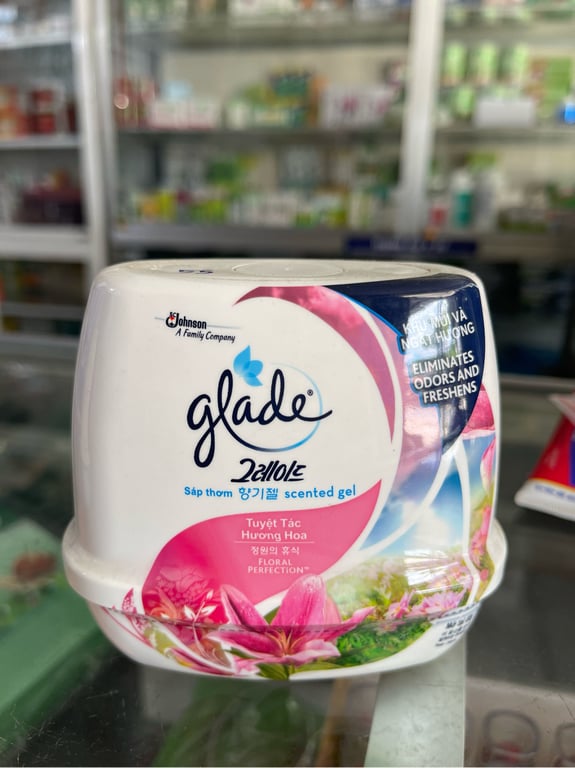 SC Johnson
A Family Company
glade
그레이드
Sáp thơm 향기젤 scented gel
Tuyệt Tác
Hương Hoa
정원의 휴식
FLORAL
PERFECTION™
KHỬ MÙI VÀ
NGÁT HƯƠNG
ELIMINATES
ODORS AND
FRESHENS